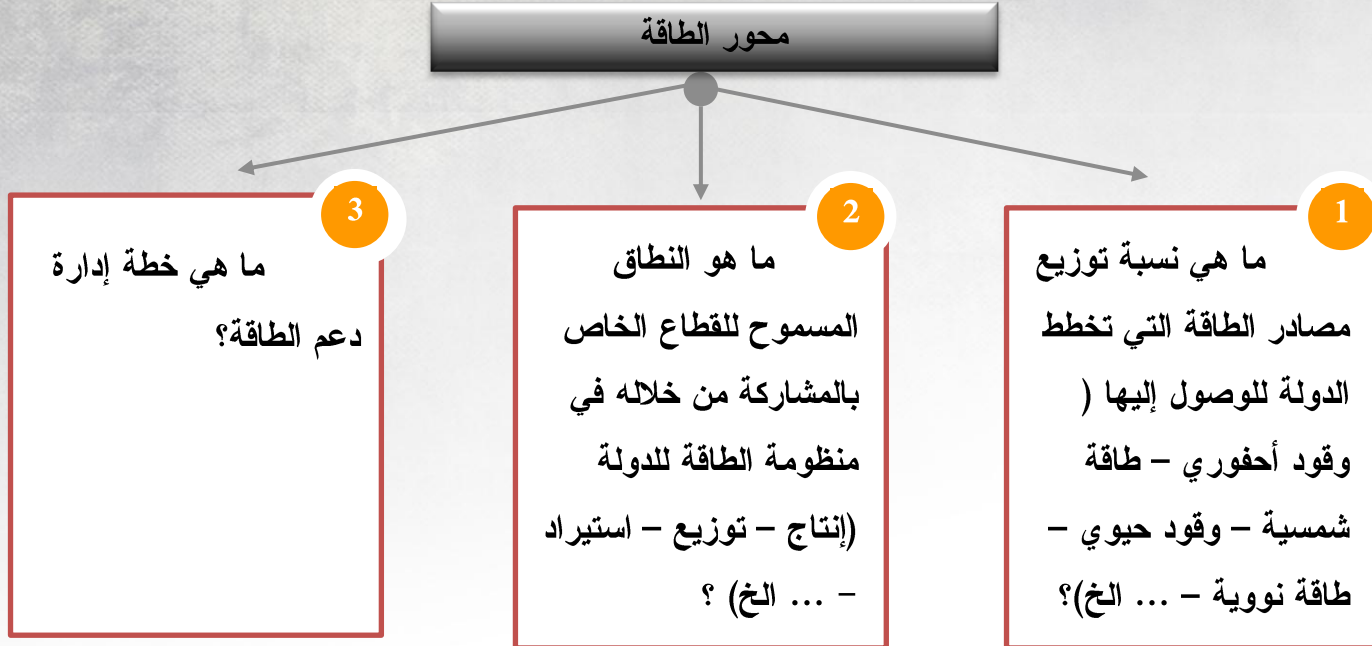 محور الطاقة
1
ما هي نسبة توزيع
مصادر الطاقة التي تخطط
الدولة للوصول إليها (
وقود أحفوري – طاقة
شمسية – وقود حيوي –
طاقة نووية – ... الخ)؟
2
ما هو النطاق
المسموح للقطاع الخاص
بالمشاركة من خلاله في
منظومة الطاقة للدولة
(إنتاج – توزيع – استيراد
– ... الخ) ؟
3
ما هي خطة إدارة
دعم الطاقة؟